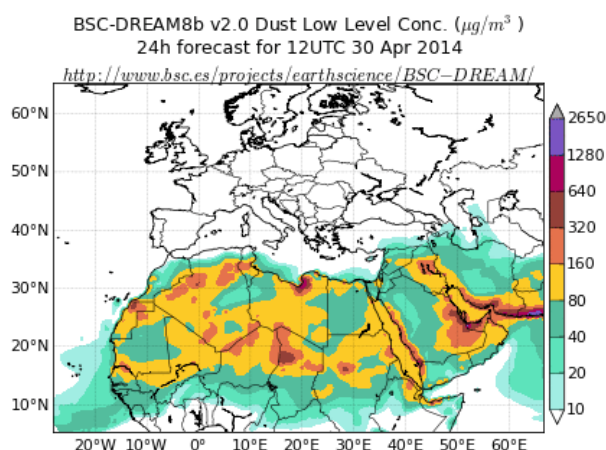 BSC-DREAM8b v2.0 Dust Low Level Conc. (μg/m³ )
24h forecast for 12UTC 30 Apr 2014
http://www.bsc.es/projects/earthscience/BSC−DREAM/
60°N
50°N
40°N
30°N
20°N
10°N
20°W
10°W
0°
10°E
20°E
30°E
40°E
50°E
60°E
2650
1280
640
320
160
80
40
20
10